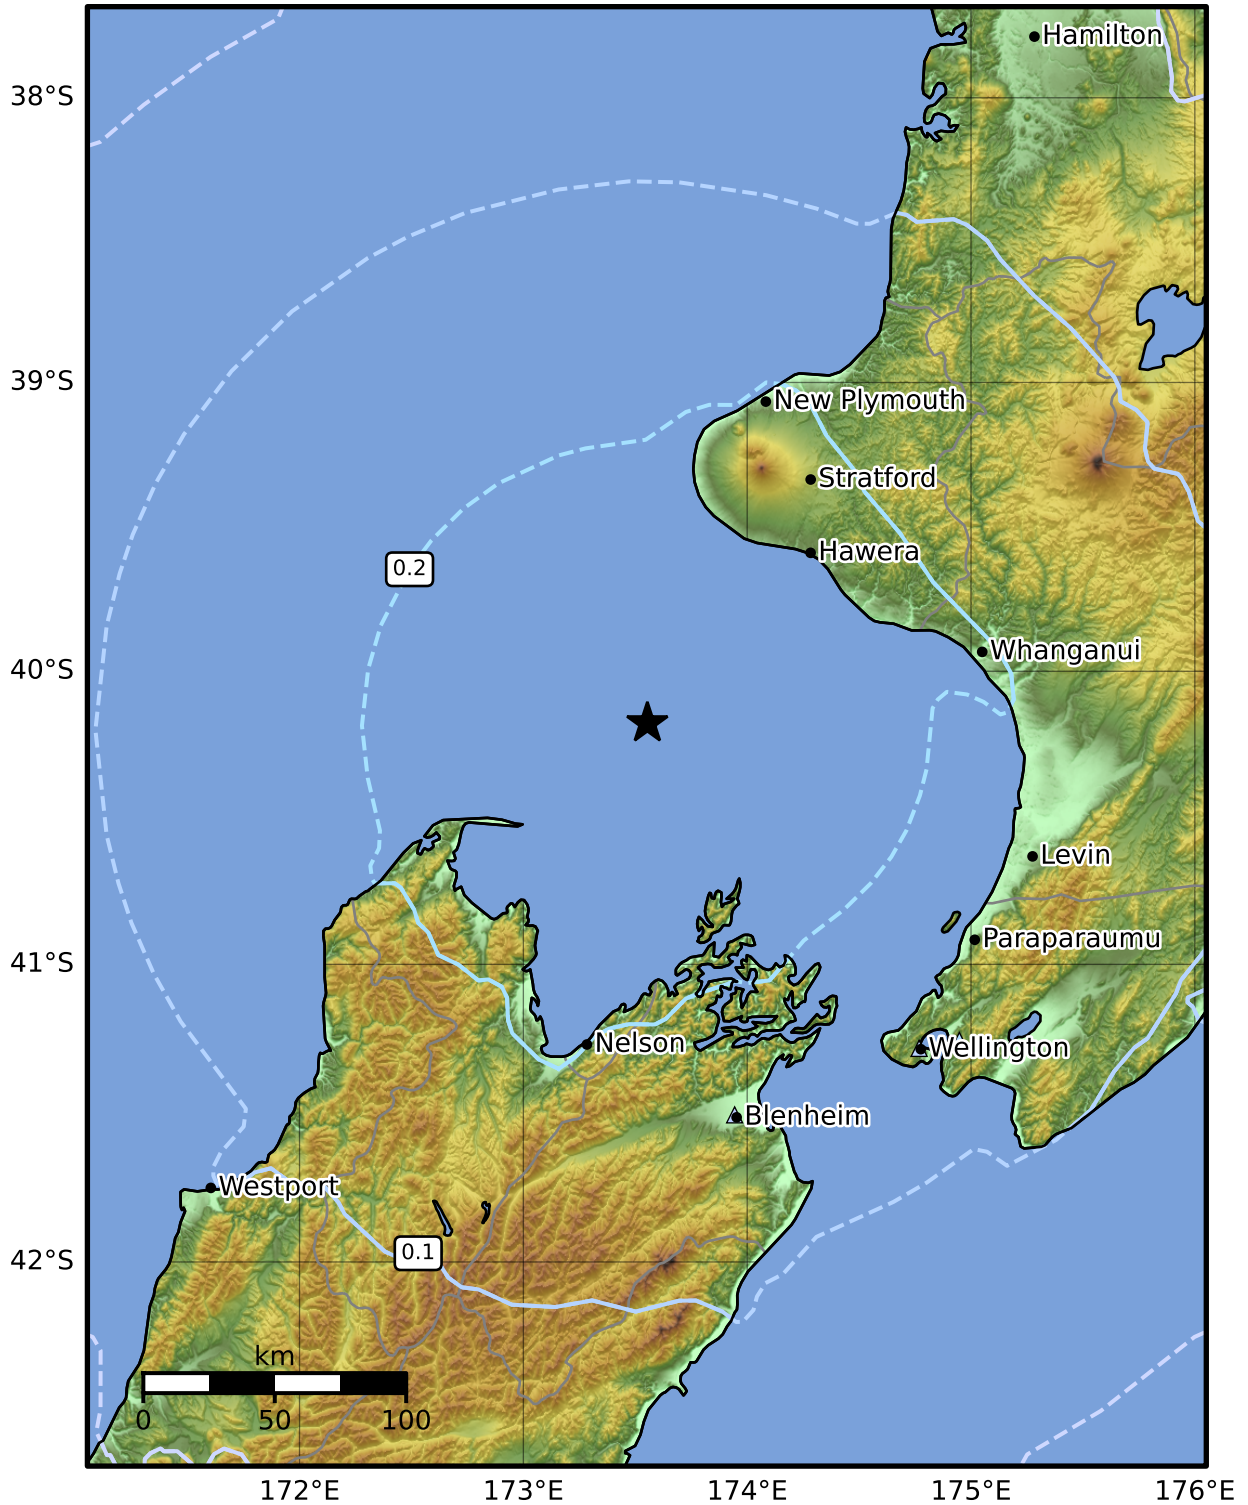 Hamilton
38°S
39°S
New Plymouth
Stratford
Hawera
0.2
Whanganui
40°S
Levin
Paraparaumu
41°S
Nelson
Wellington
Blenheim
Westport
0.1
42°S
km
0 50 100
172°E 173°E 174°E 175°E 176°E